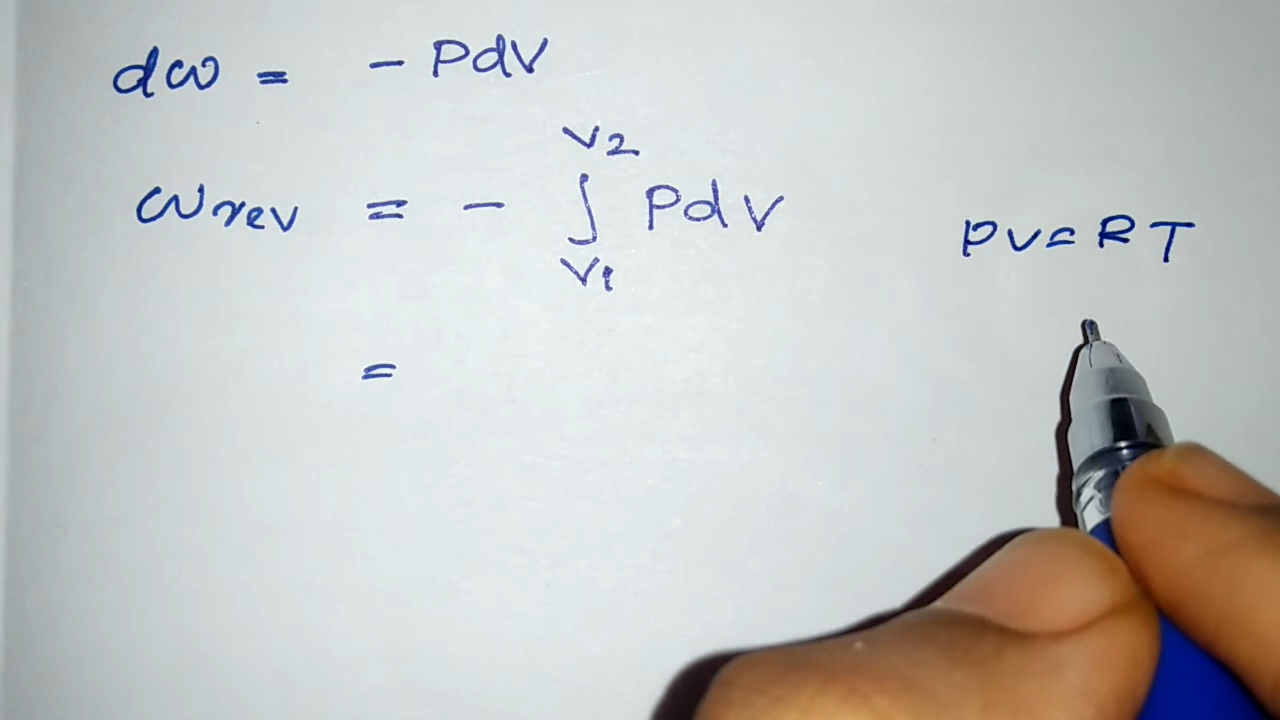 dw = - PdV
V2
wrev = - ∫ PdV
V1
PV = RT
=